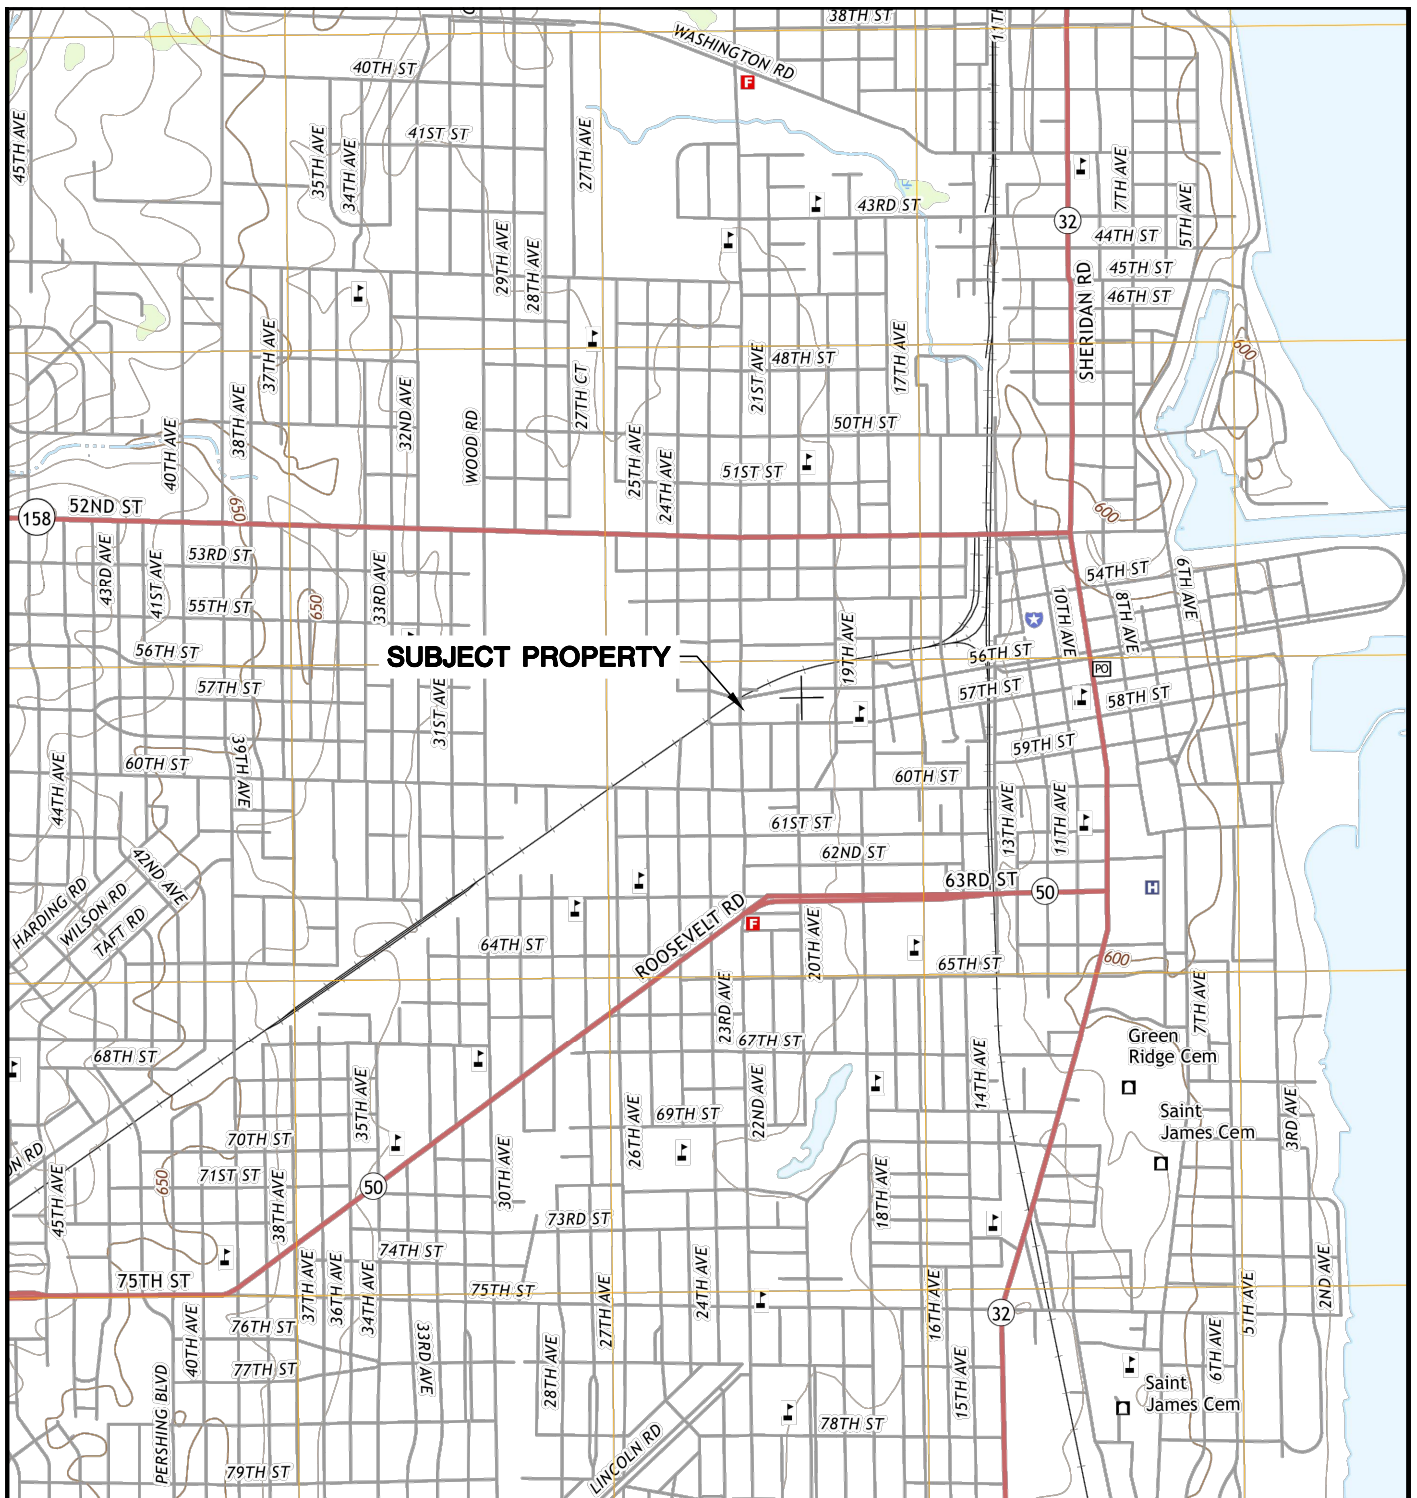 38TH ST
11TH
WASHINGTON RD
F
40TH ST
45TH AVE
41ST ST
35TH AVE
34TH AVE
27TH AVE
7TH AVE
5TH AVE
43RD ST
32
44TH ST
29TH AVE
28TH AVE
45TH ST
46TH ST
SHERIDAN RD
37TH AVE
48TH ST
17TH AVE
21ST AVE
600
27TH CT
32ND AVE
38TH AVE
40TH AVE
WOOD RD
50TH ST
25TH AVE
24TH AVE
51ST ST
650
600
158
52ND ST
53RD ST
43RD AVE
41ST AVE
33RD AVE
54TH ST
6TH AVE
55TH ST
650
10TH AVE
8TH AVE
19TH AVE
56TH ST
SUBJECT PROPERTY
56TH ST
PO
57TH ST
31ST AVE
57TH ST
58TH ST
39TH AVE
59TH ST
60TH ST
44TH AVE
60TH ST
13TH AVE
11TH AVE
61ST ST
62ND ST
42ND AVE
HARDING RD
WILSON RD
TAFT RD
63RD ST
50
H
ROOSEVELT RD
F
20TH AVE
64TH ST
65TH ST
600
23RD AVE
7TH AVE
67TH ST
68TH ST
Green
Ridge Cem
14TH AVE
35TH AVE
22ND AVE
26TH AVE
69TH ST
Saint
James Cem
3RD AVE
70TH ST
ON RD
71ST ST
650
45TH AVE
38TH AVE
50
30TH AVE
18TH AVE
73RD ST
74TH ST
75TH ST
75TH ST
37TH AVE
36TH AVE
34TH AVE
27TH AVE
24TH AVE
16TH AVE
32
5TH AVE
2ND AVE
76TH ST
40TH AVE
33RD AVE
28TH AVE
6TH AVE
77TH ST
15TH AVE
PERSHING BLVD
Saint
James Cem
78TH ST
LINCOLN RD
79TH ST